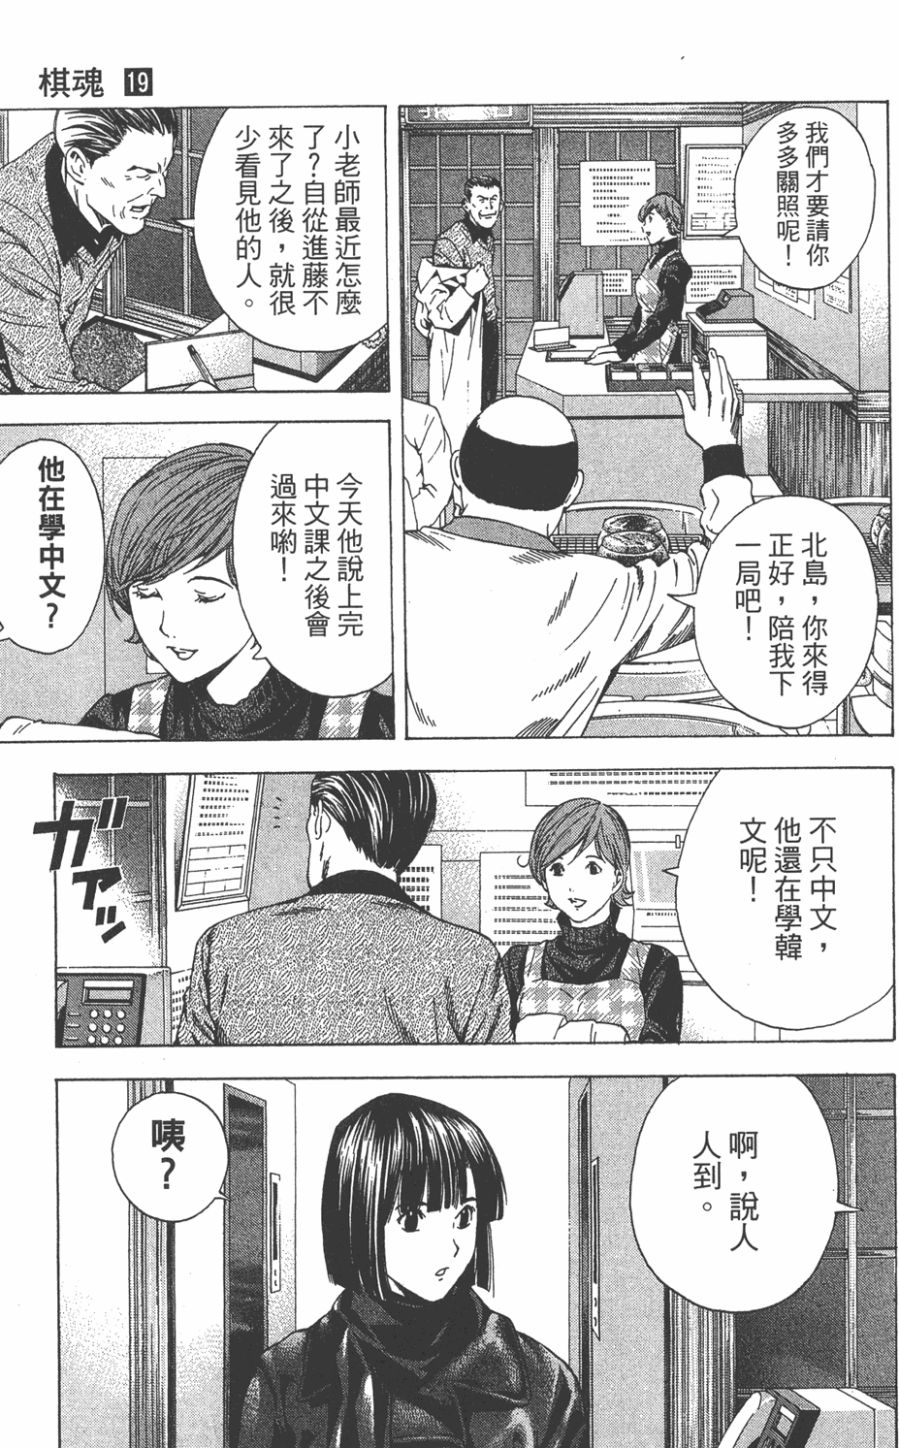 棋魂 19
我們才要請你
多多關照呢！
北島，你來得
正好，陪我下
一局吧！
小老師最近怎麼
了？自從進藤不
來了之後，就很
少看見他的人。
今天他說上完
中文課之後會
過來喲！
他在學中文？
不只中文，
他還在學韓
文呢！
ガァッ
啊，說人
人到。
咦？